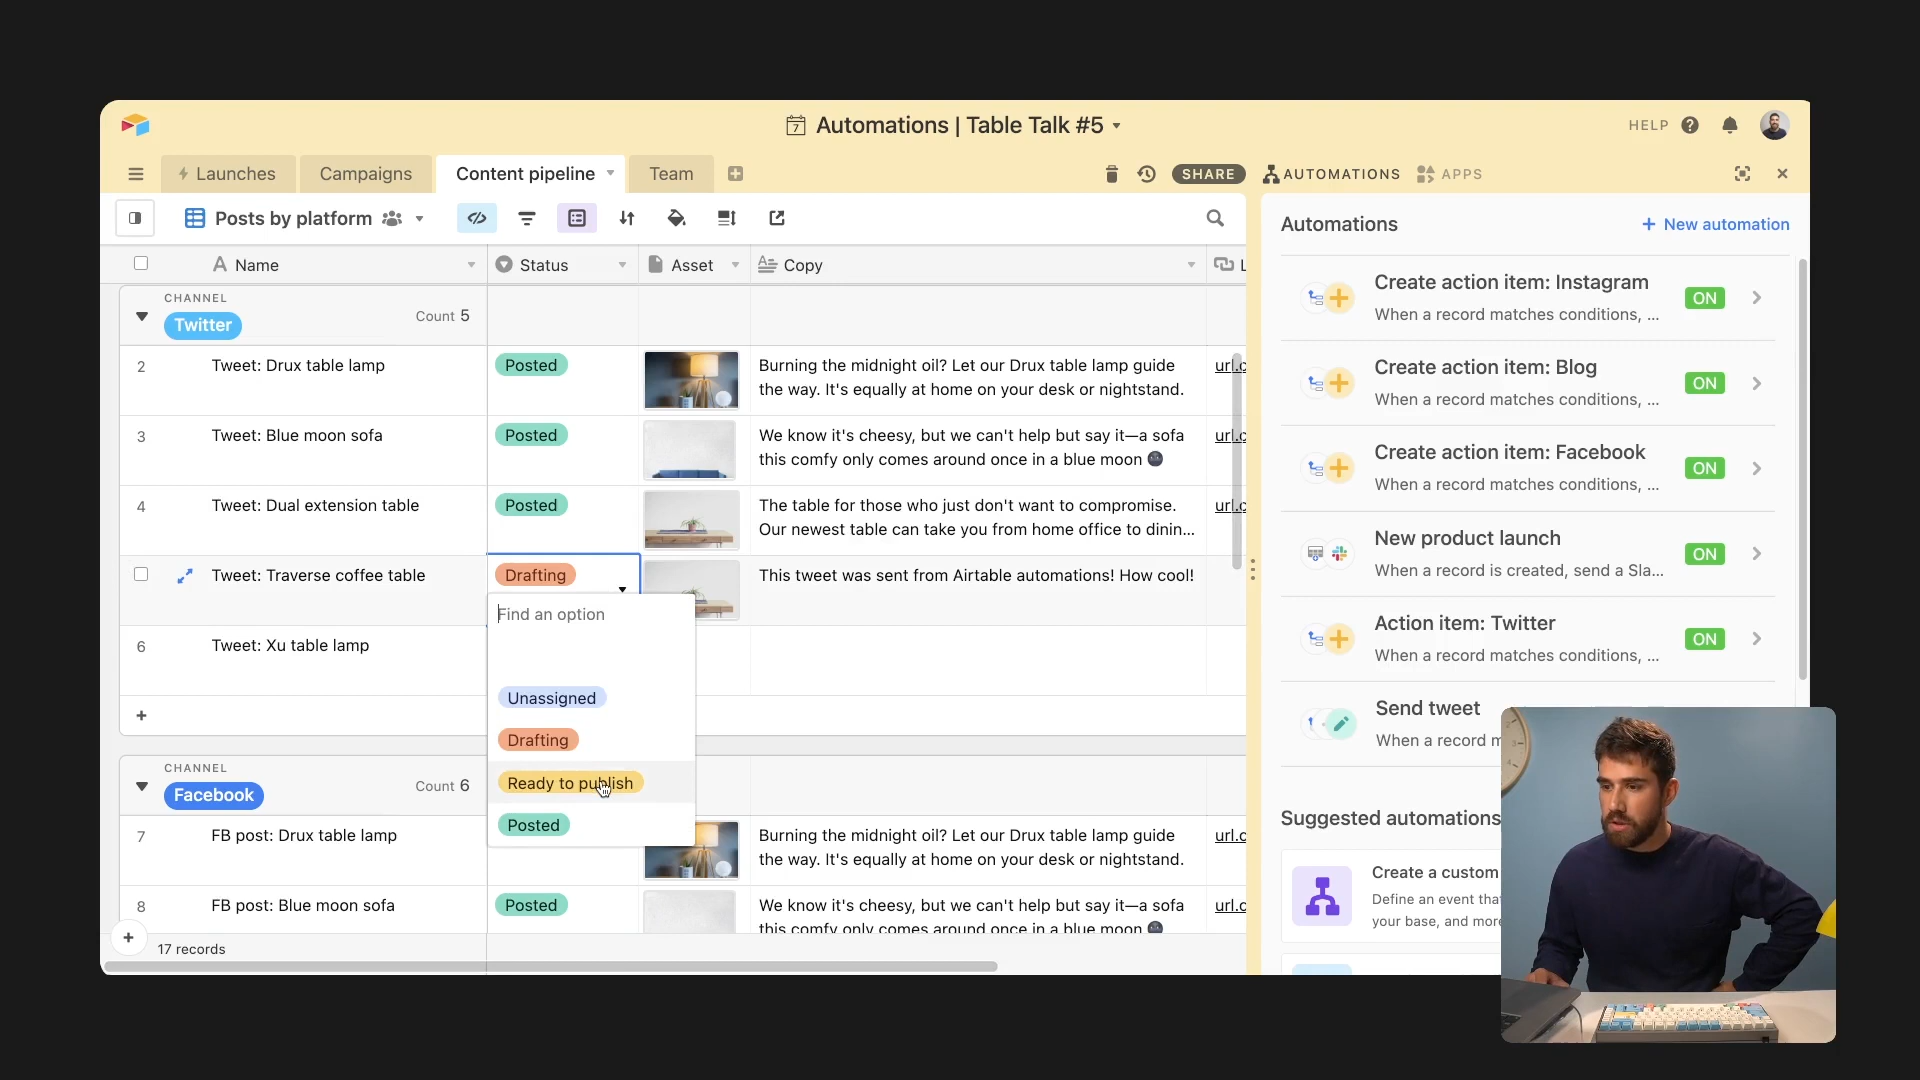 Automations | Table Talk #5
HELP
Launches
Campaigns
Content pipeline
Team
SHARE
AUTOMATIONS
APPS
Posts by platform
Automations
+ New automation
Name
Status
Asset
Copy
L
CHANNEL
Twitter
Count 5
2
Tweet: Drux table lamp
Posted
Burning the midnight oil? Let our Drux table lamp guide
the way. It's equally at home on your desk or nightstand.
url.c
3
Tweet: Blue moon sofa
Posted
We know it's cheesy, but we can't help but say it—a sofa
this comfy only comes around once in a blue moon 🌚
url.c
4
Tweet: Dual extension table
Posted
The table for those who just don't want to compromise.
Our newest table can take you from home office to dinin...
url.c
Tweet: Traverse coffee table
Drafting
This tweet was sent from Airtable automations! How cool!
Find an option
6
Tweet: Xu table lamp
Unassigned
Drafting
Ready to publish
Posted
CHANNEL
Facebook
Count 6
7
FB post: Drux table lamp
Burning the midnight oil? Let our Drux table lamp guide
the way. It's equally at home on your desk or nightstand.
url.c
8
FB post: Blue moon sofa
Posted
We know it's cheesy, but we can't help but say it—a sofa
this comfy only comes around once in a blue moon 🌚
url.c
17 records
Create action item: Instagram
When a record matches conditions, ...
ON
Create action item: Blog
When a record matches conditions, ...
ON
Create action item: Facebook
When a record matches conditions, ...
ON
New product launch
When a record is created, send a Sla...
ON
Action item: Twitter
When a record matches conditions, ...
ON
Send tweet
When a record m
Suggested automations
Create a custom
Define an event tha
your base, and more